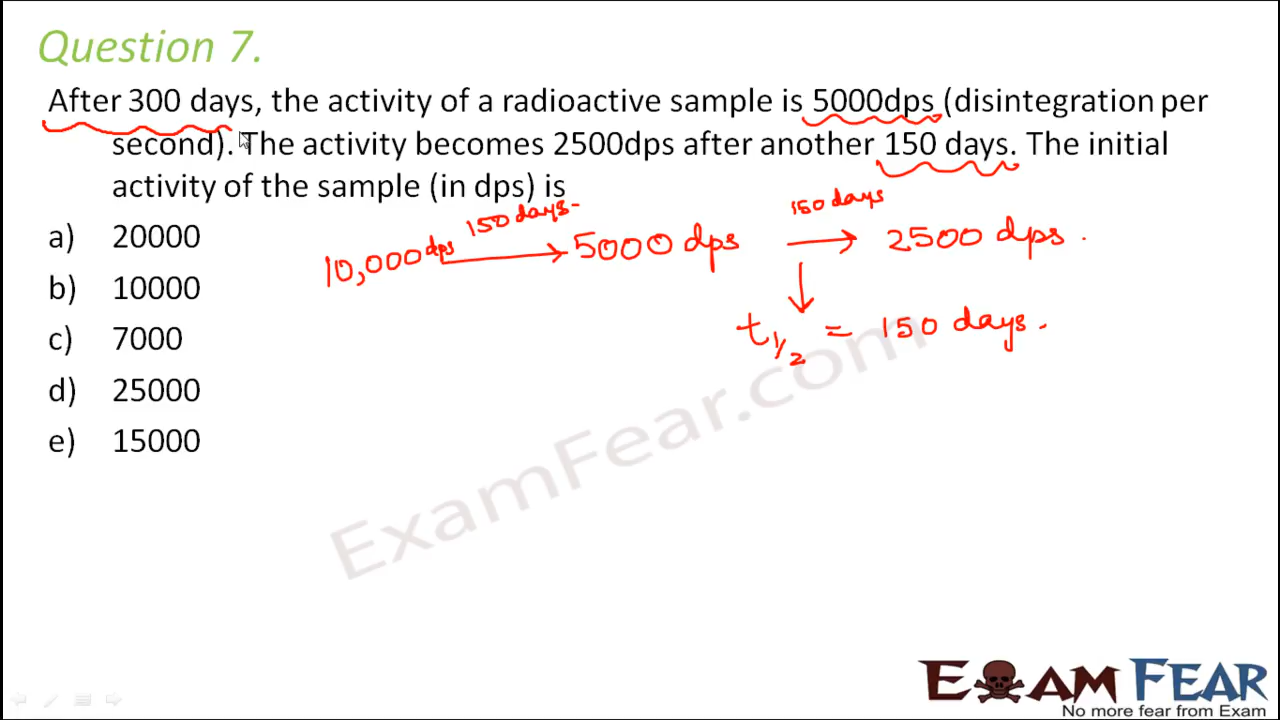 Question 7.
After 300 days, the activity of a radioactive sample is 5000dps (disintegration per
second). The activity becomes 2500dps after another 150 days. The initial
activity of the sample (in dps) is
a) 20000
b) 10000
c) 7000
d) 25000
e) 15000
10,000 dps 150 days. 5000 dps 150 days 2500 dps.
t1/2 = 150 days.
ExamFear.com
EXAM FEAR
No more fear from Exam